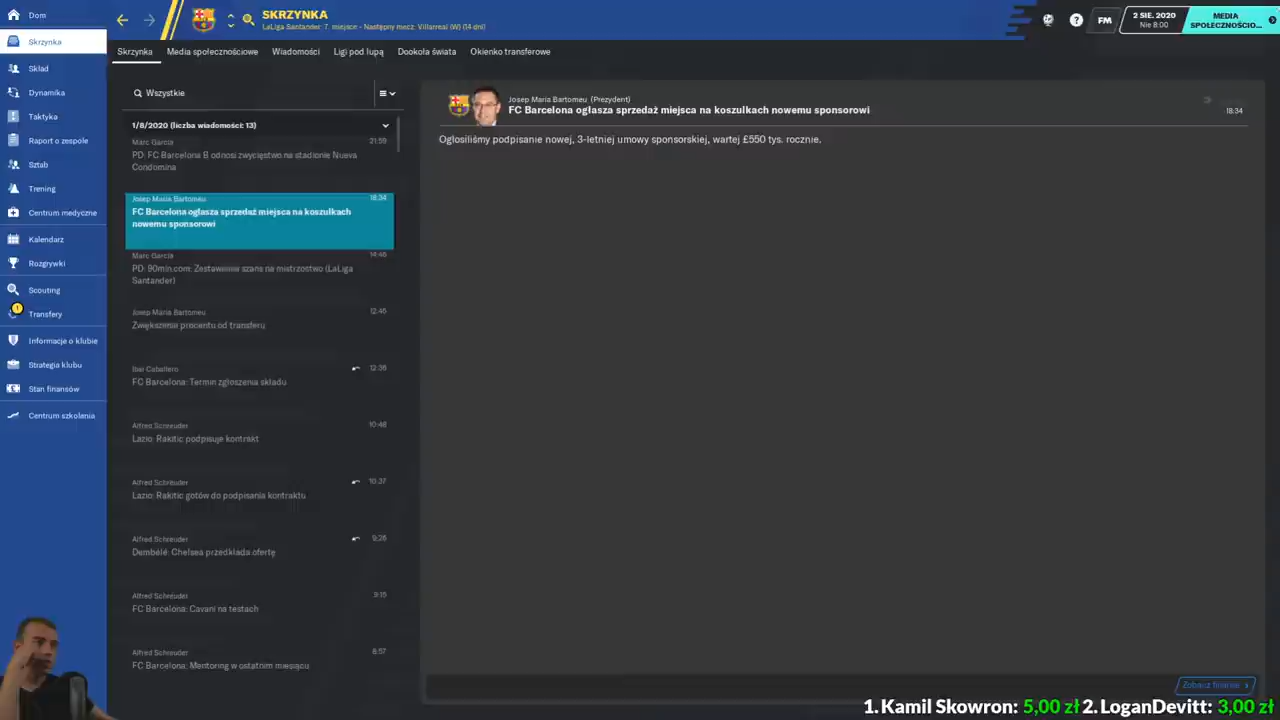 Dom
Skrzynka
Skład
Dynamika
Taktyka
Raport o zespole
Sztab
Trening
Centrum medyczne
Kalendarz
Rozgrywki
Scouting
1
Transfery
Informacje o klubie
Strategia klubu
Stan finansów
Centrum szkolenia
SKRZYNKA
LaLiga Santander: 7. miejsce - Następny mecz: Villarreal (W) (14 dni)
?
FM
2 SIE. 2020
Nie 8:00
MEDIA
SPOŁECZNOŚCIO...
Skrzynka Media społecznościowe Wiadomości Ligi pod lupą Dookoła świata Okienko transferowe
Wszystkie
1/8/2020 (liczba wiadomości: 13)
Marc García 21:59
PD: FC Barcelona B odnosi zwycięstwo na stadionie Nueva
Condomina
Josep Maria Bartomeu 18:34
FC Barcelona ogłasza sprzedaż miejsca na koszulkach
nowemu sponsorowi
Marc García 14:46
PD: 90min.com: Zestawiliśmy szans na mistrzostwo (LaLiga
Santander)
Josep Maria Bartomeu 12:46
Zwiększenie procentu od transferu
Ibán Caballero 12:36
FC Barcelona: Termin zgłoszenia składu
Alfred Schreuder 10:48
Lazio: Rakitic podpisuje kontrakt
Alfred Schreuder 10:37
Lazio: Rakitic gotów do podpisania kontraktu
Alfred Schreuder 9:26
Dembélé: Chelsea przedkłada ofertę
Alfred Schreuder 9:15
FC Barcelona: Cavani na testach
Alfred Schreuder 8:57
FC Barcelona: Mentoring w ostatnim miesiącu
Josep Maria Bartomeu (Prezydent)
FC Barcelona ogłasza sprzedaż miejsca na koszulkach nowemu sponsorowi
18:34
Ogłosiliśmy podpisanie nowej, 3-letniej umowy sponsorskiej, wartej £550 tys. rocznie.
Zobacz finanse
1. Kamil Skowron: 5,00 zł 2. LoganDevitt: 3,00 zł